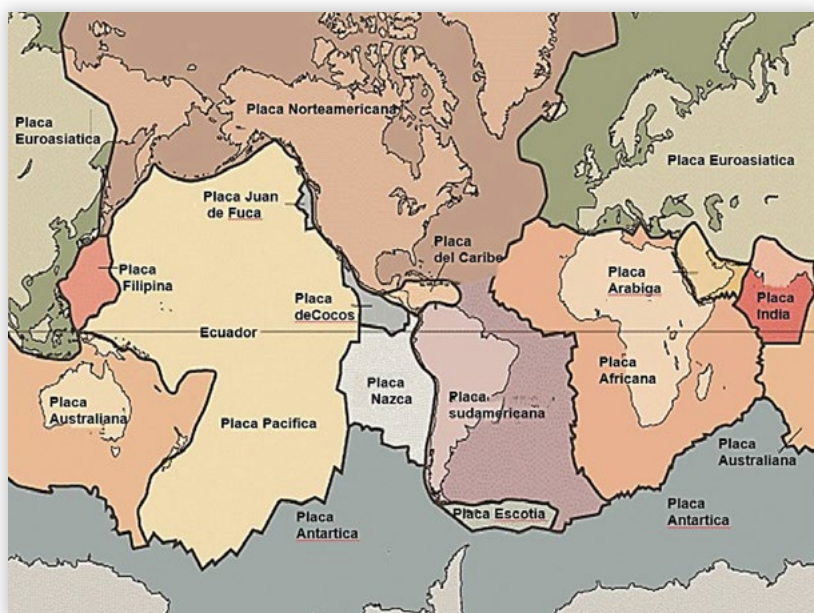 Placa Norteamericana
Placa
Euroasiatica
Placa Euroasiatica
Placa Juan
de Fuca
Placa
del Caribe
Placa
Filipina
Placa
Arabiga
Placa
India
Placa
deCocos
Ecuador
Placa
Africana
Placa
Nazca
Placa
sudamericana
Placa
Australiana
Placa Pacifica
Placa
Australiana
Placa Escotia
Placa
Antartica
Placa
Antartica